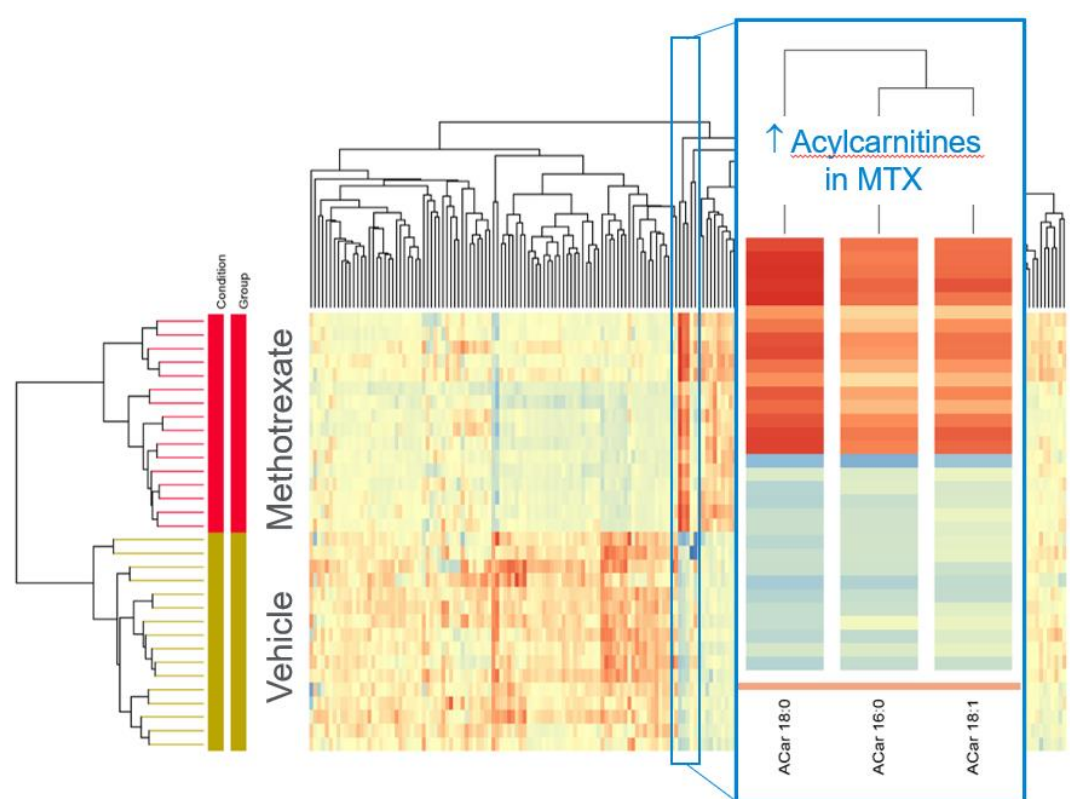 ↑ Acylcarnitines
in MTX
Condition
Group
Methotrexate
Vehicle
ACar 18:0
ACar 16:0
ACar 18:1